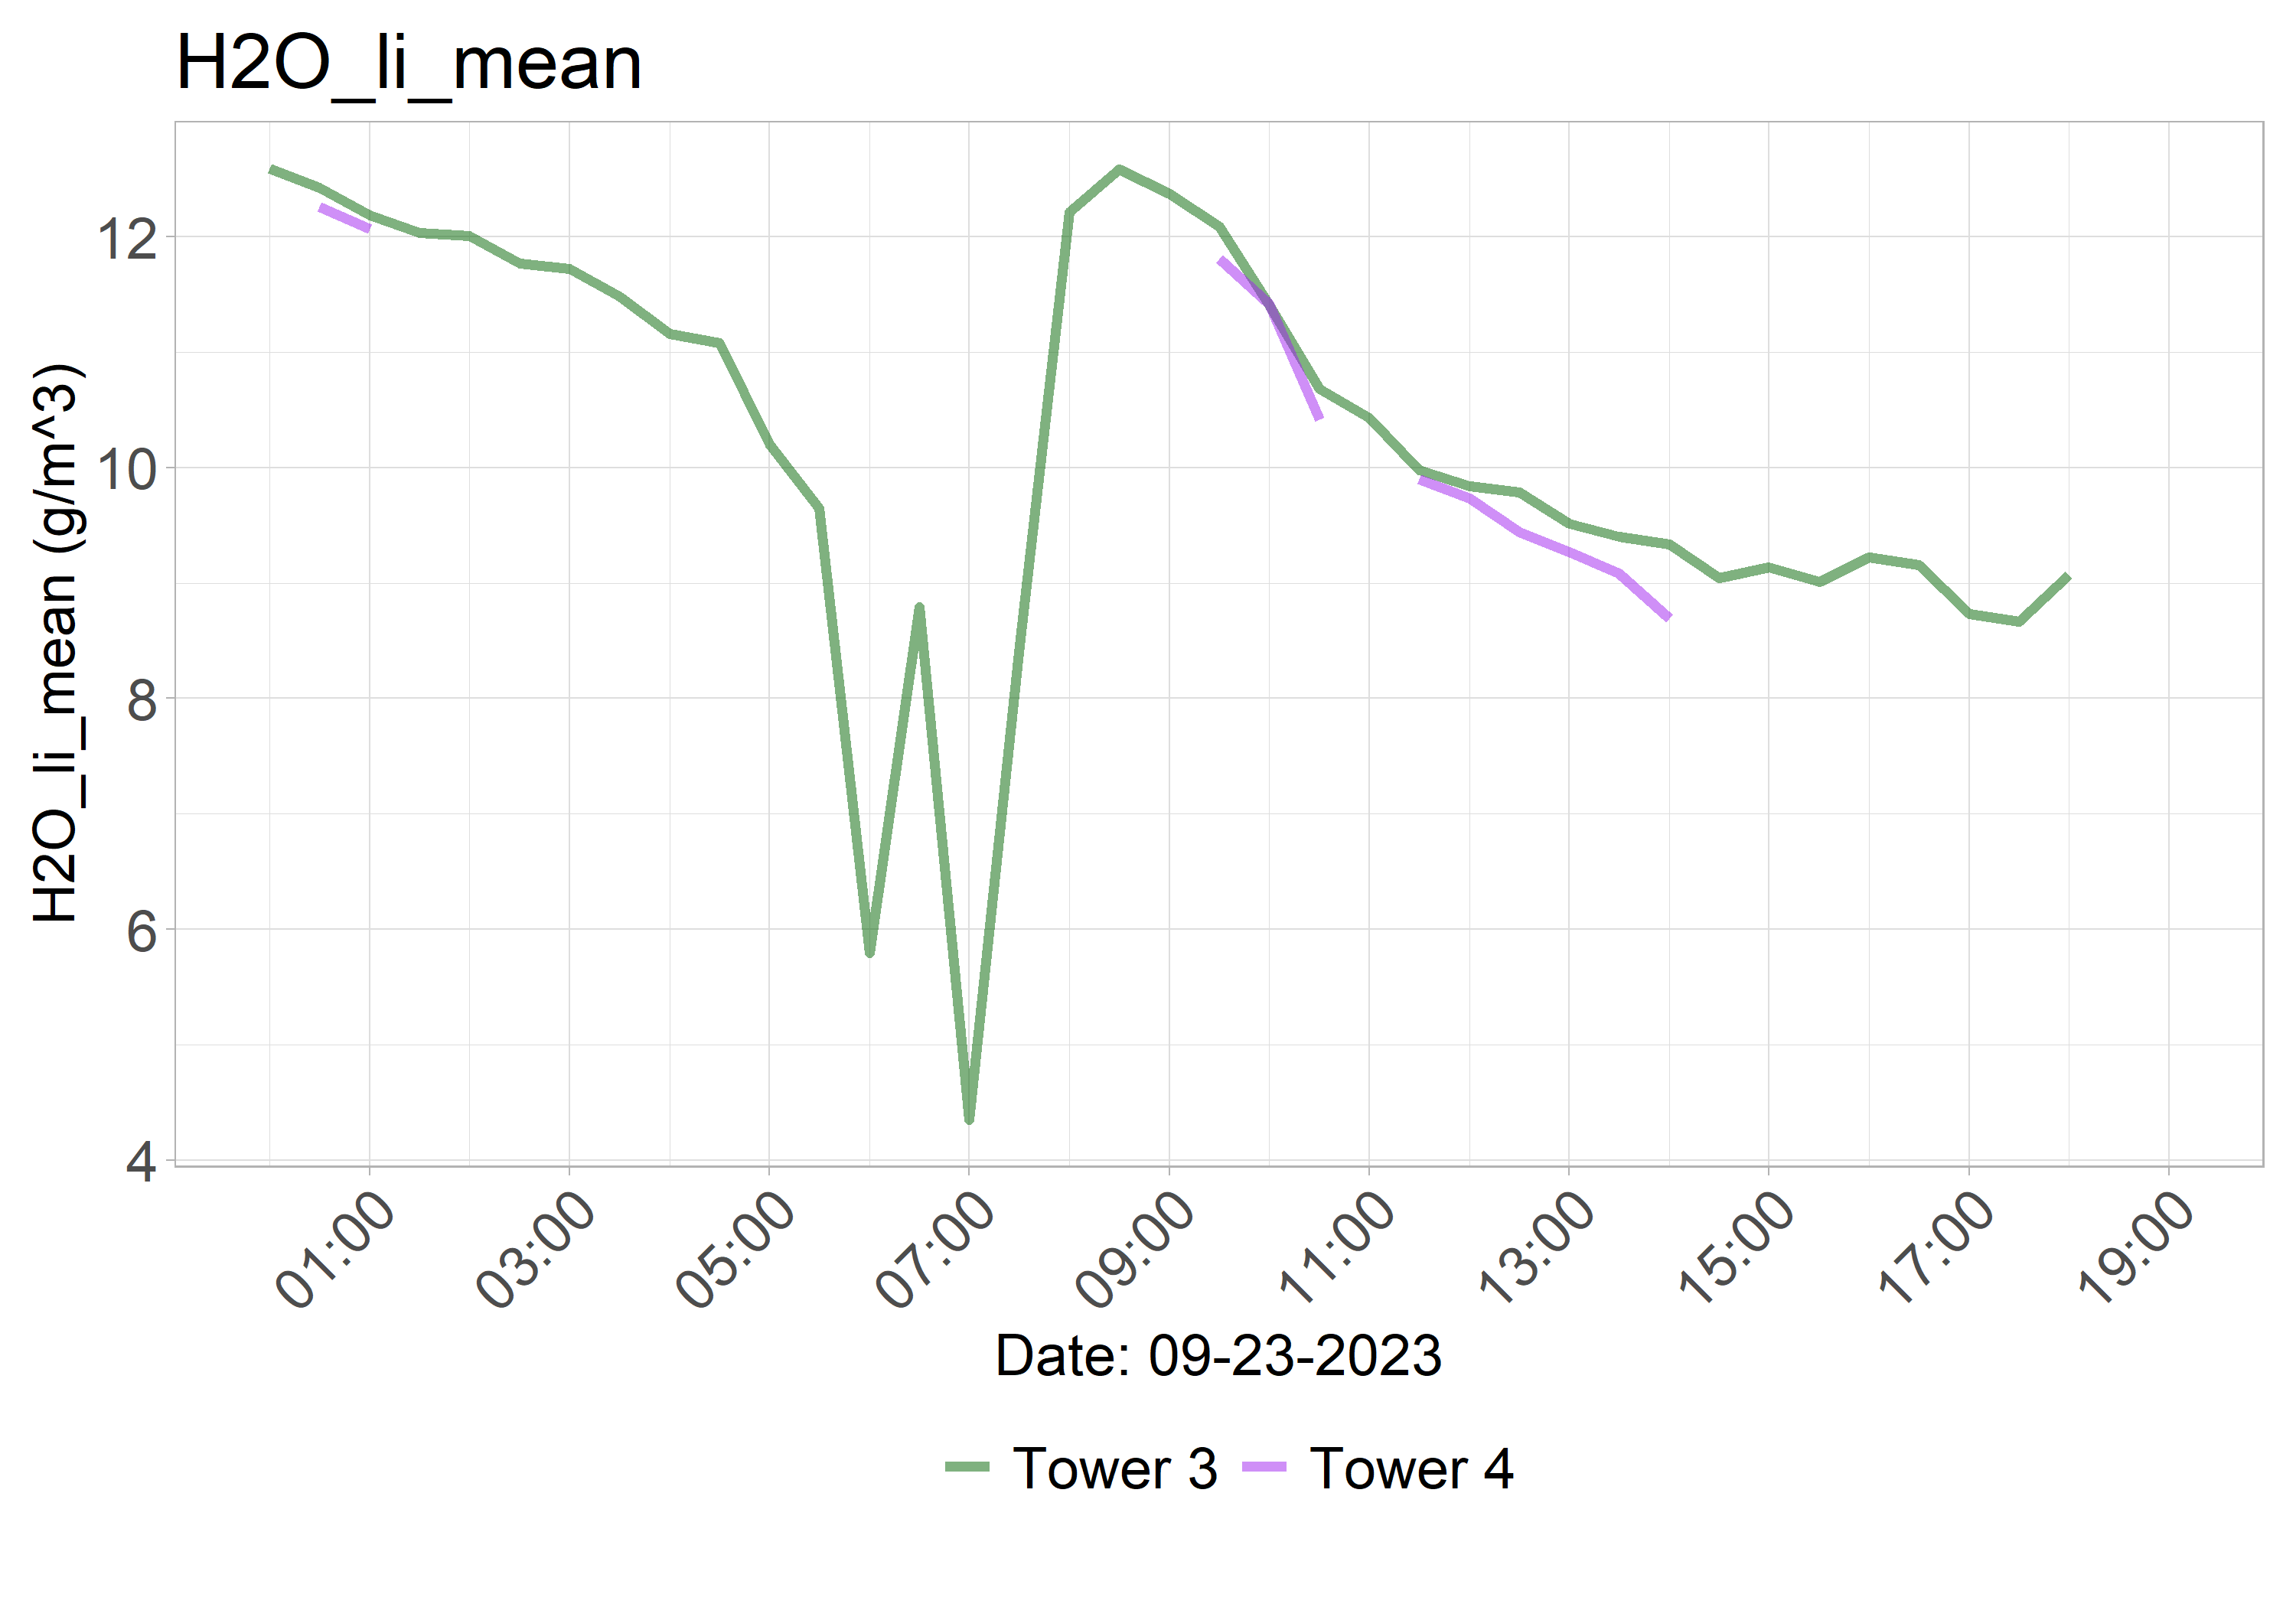 H2O_li_mean
H2O_li_mean (g/m^3)
12
10
8
6
4
01:00 03:00 05:00 07:00 09:00 11:00 13:00 15:00 17:00 19:00
Date: 09-23-2023
Tower 3 Tower 4